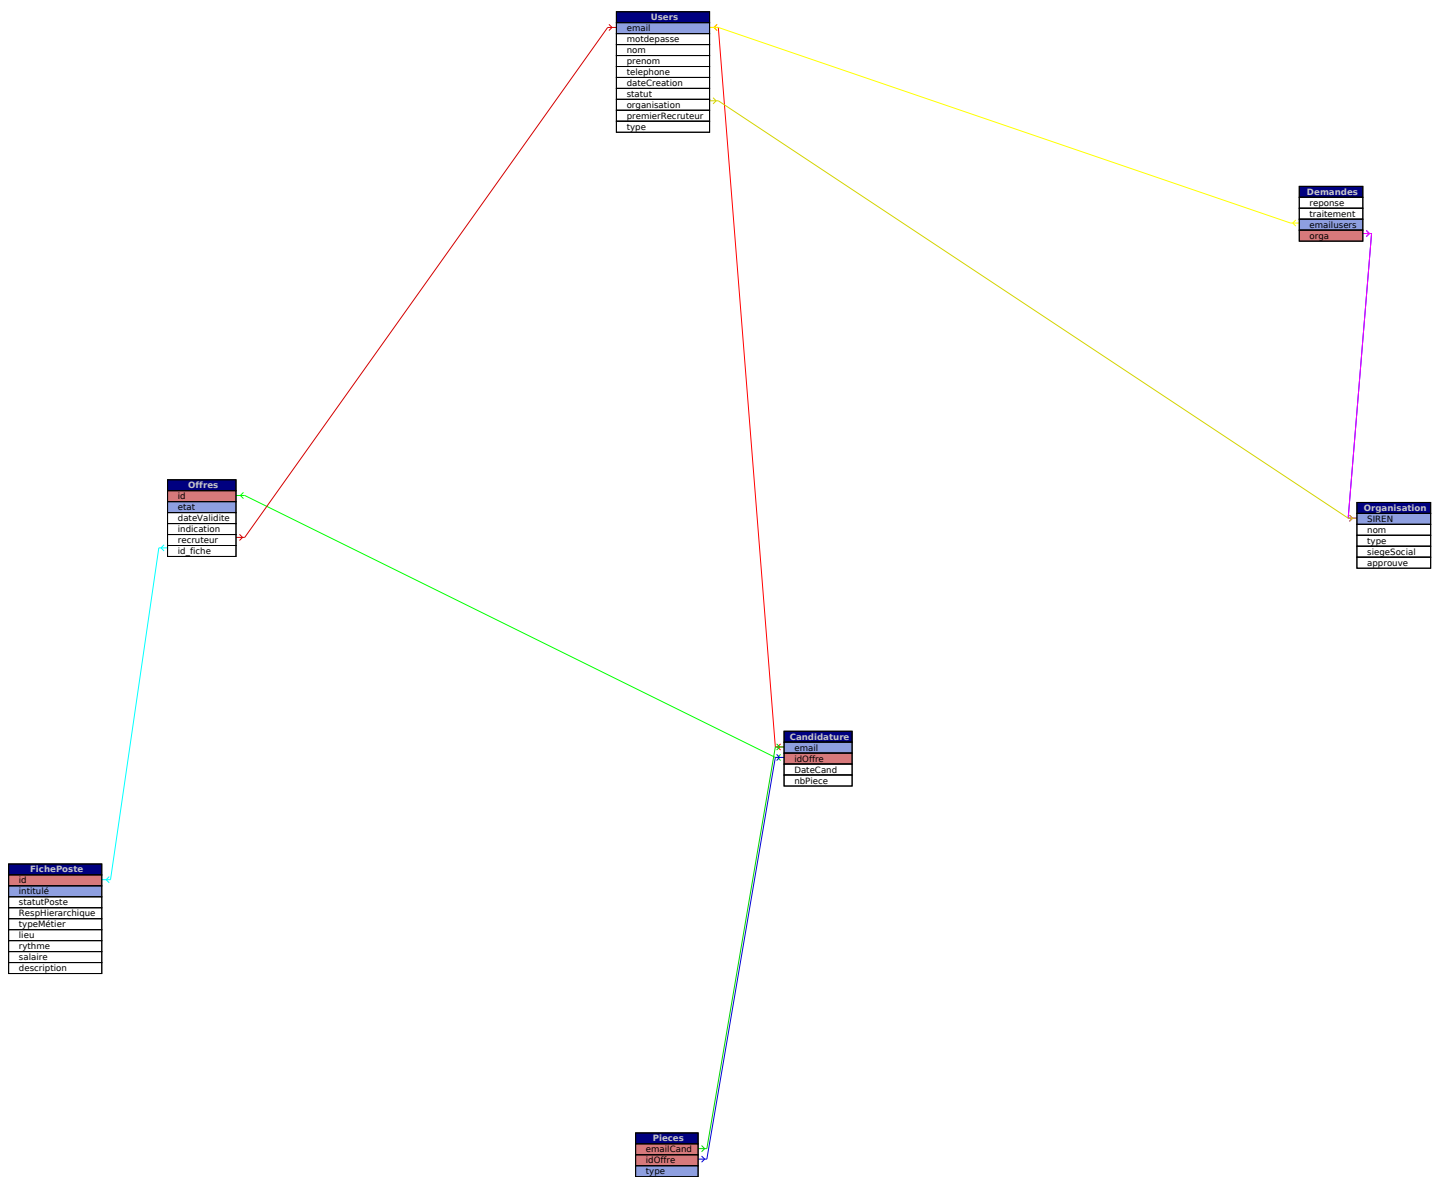 Users
email
motdepasse
nom
prenom
telephone
dateCreation
statut
organisation
premierRecruteur
type
Demandes
reponse
traitement
emailusers
orga
Offres
id
etat
dateValidite
indication
recruteur
id_fiche
Organisation
SIREN
nom
type
siegeSocial
approuve
Candidature
email
idOffre
DateCand
nbPiece
FichePoste
id
intitulé
statutPoste
RespHierarchique
typeMétier
lieu
rythme
salaire
description
Pieces
emailCand
idOffre
type